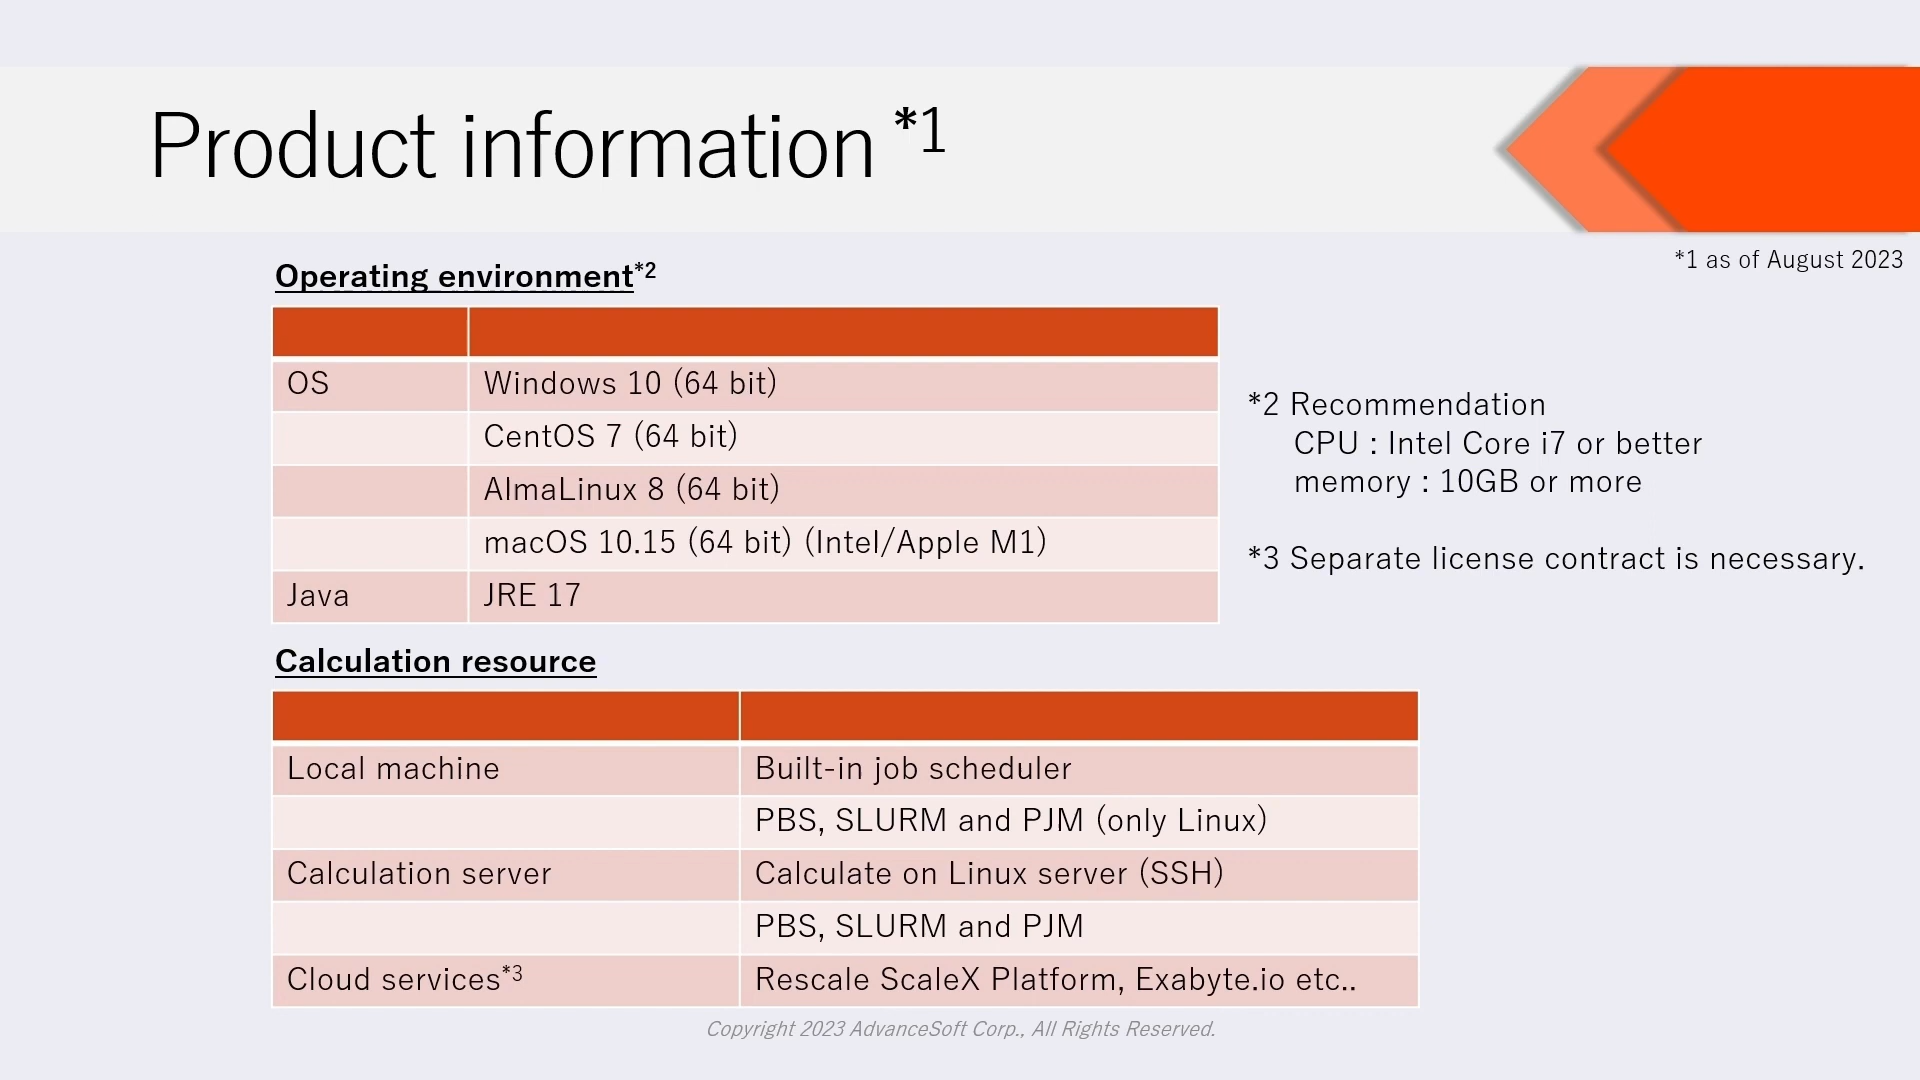 Product information *1
*1 as of August 2023
Operating environment*2
OS Windows 10 (64 bit)
CentOS 7 (64 bit)
AlmaLinux 8 (64 bit)
macOS 10.15 (64 bit) (Intel/Apple M1)
Java JRE 17
*2 Recommendation
CPU : Intel Core i7 or better
memory : 10GB or more
*3 Separate license contract is necessary.
Calculation resource
Local machine Built-in job scheduler
PBS, SLURM and PJM (only Linux)
Calculation server Calculate on Linux server (SSH)
PBS, SLURM and PJM
Cloud services*3 Rescale ScaleX Platform, Exabyte.io etc..
Copyright 2023 AdvanceSoft Corp., All Rights Reserved.